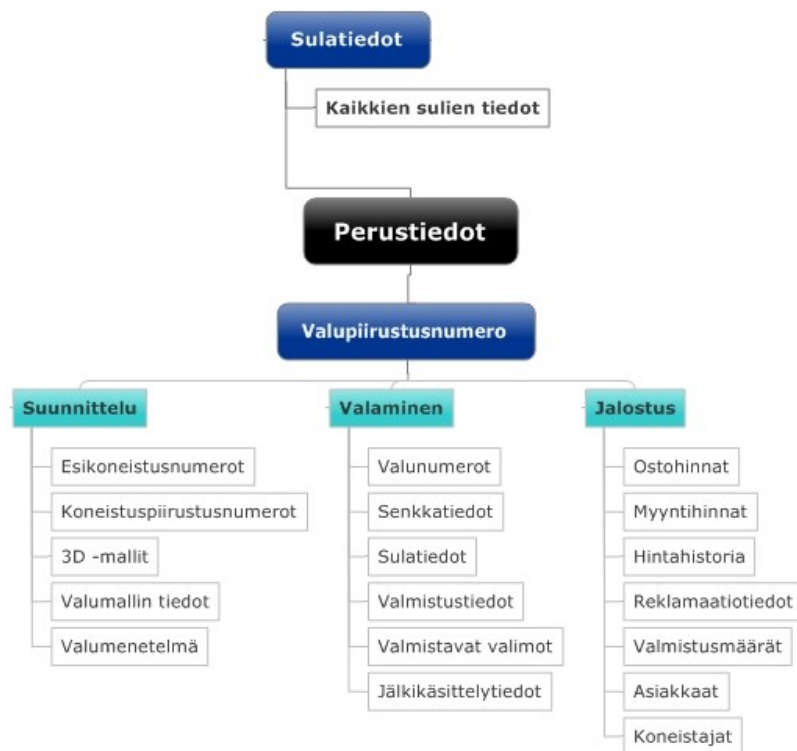 Sulatiedot
Kaikkien sulien tiedot
Perustiedot
Valupiirustusnumero
Suunnittelu
Esikoneistusnumerot
Koneistuspiirustusnumerot
3D -mallit
Valumallin tiedot
Valumenetelmä
Valaminen
Valunumerot
Senkkatiedot
Sulatiedot
Valmistustiedot
Valmistavat valimot
Jälkikäsittelytiedot
Jalostus
Ostohinnat
Myyntihinnat
Hintahistoria
Reklamaatiotiedot
Valmistusmäärät
Asiakkaat
Koneistajat